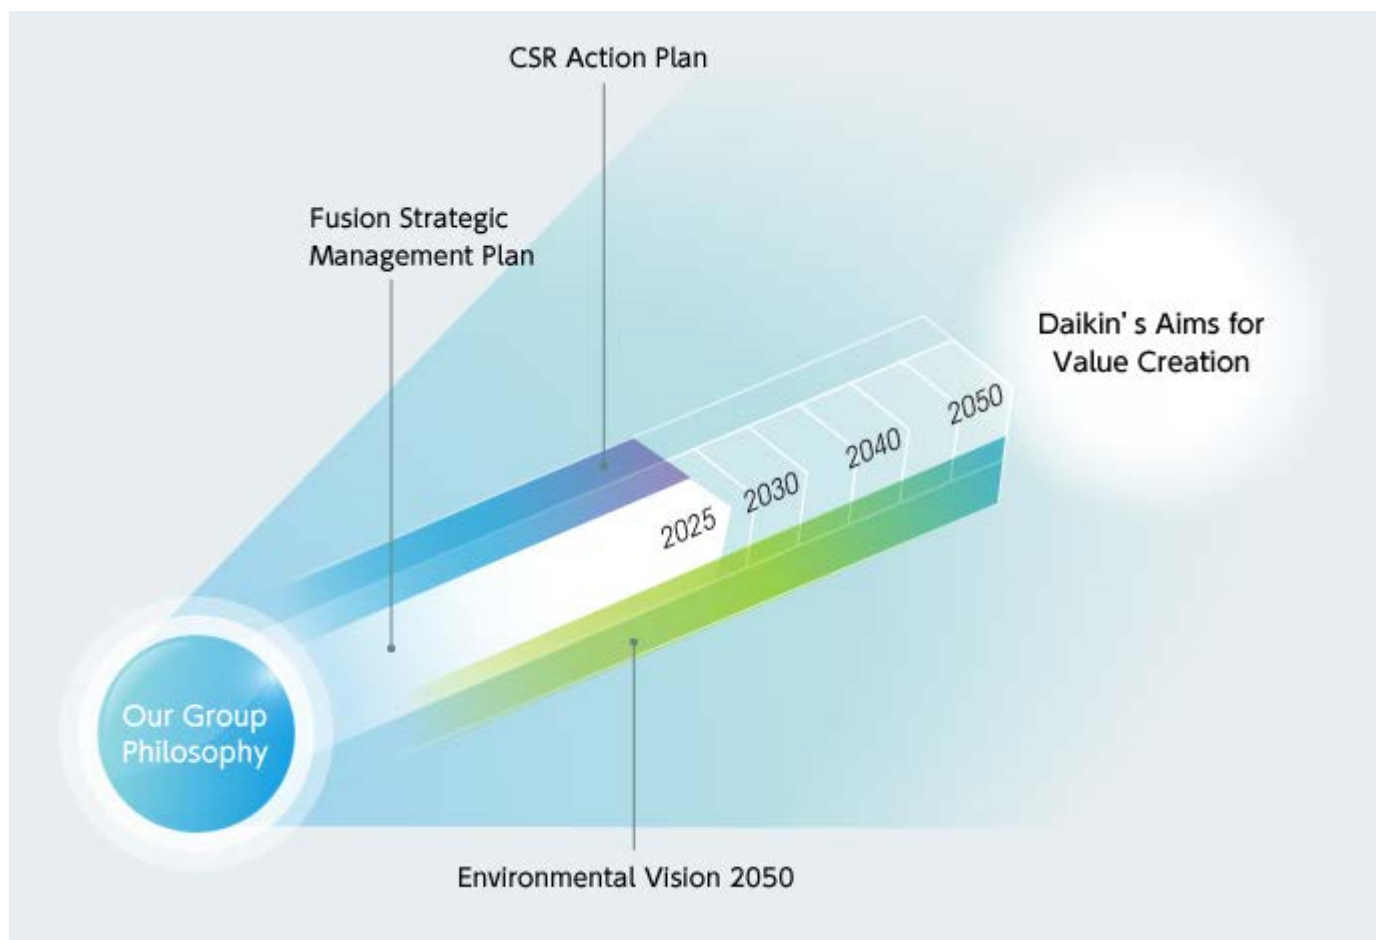 CSR Action Plan
Fusion Strategic
Management Plan
Daikin's Aims for
Value Creation
2050
2040
2030
2025
Our Group
Philosophy
Environmental Vision 2050